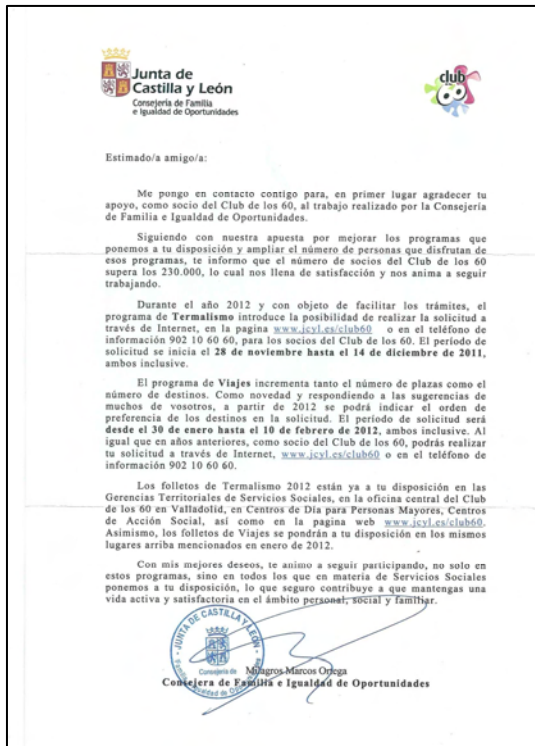 Junta de
Castilla y León
Consejería de Familia
e Igualdad de Oportunidades
club
60
Estimado/a amigo/a:
Me pongo en contacto contigo para, en primer lugar agradecer tu
apoyo, como socio del Club de los 60, al trabajo realizado por la Consejería
de Familia e Igualdad de Oportunidades.
Siguiendo con nuestra apuesta por mejorar los programas que
ponemos a tu disposición y ampliar el número de personas que disfrutan de
esos programas, te informo que el número de socios del Club de los 60
supera los 230.000, lo cual nos llena de satisfacción y nos anima a seguir
trabajando.
Durante el año 2012 y con objeto de facilitar los trámites, el
programa de Termalismo introduce la posibilidad de realizar la solicitud a
través de Internet, en la pagina www.jcyl.es/club60 o en el teléfono de
información 902 10 60 60, para los socios del Club de los 60. El período de
solicitud se inicia el 28 de noviembre hasta el 14 de diciembre de 2011,
ambos inclusive.
El programa de Viajes incrementa tanto el número de plazas como el
número de destinos. Como novedad y respondiendo a las sugerencias de
muchos de vosotros, a partir de 2012 se podrá indicar el orden de
preferencia de los destinos en la solicitud. El período de solicitud será
desde el 30 de enero hasta el 10 de febrero de 2012, ambos inclusive. Al
igual que en años anteriores, como socio del Club de los 60, podrás realizar
tu solicitud a través de Internet, www.jcyl.es/club60 o en el teléfono de
información 902 10 60 60.
Los folletos de Termalismo 2012 están ya a tu disposición en las
Gerencias Territoriales de Servicios Sociales, en la oficina central del Club
de los 60 en Valladolid, en Centros de Día para Personas Mayores, Centros
de Acción Social, así como en la pagina web www.jcyl.es/club60.
Asimismo, los folletos de Viajes se pondrán a tu disposición en los mismos
lugares arriba mencionados en enero de 2012.
Con mis mejores deseos, te animo a seguir participando, no solo en
estos programas, sino en todos los que en materia de Servicios Sociales
ponemos a tu disposición, lo que seguro contribuye a que mantengas una
vida activa y satisfactoria en el ámbito personal, social y familiar.
JUNTA DE CASTILLA Y LEÓN
Consejería de
Familia e Igualdad de Oportunidades
Milagros Marcos Ortega
Consejera de Familia e Igualdad de Oportunidades